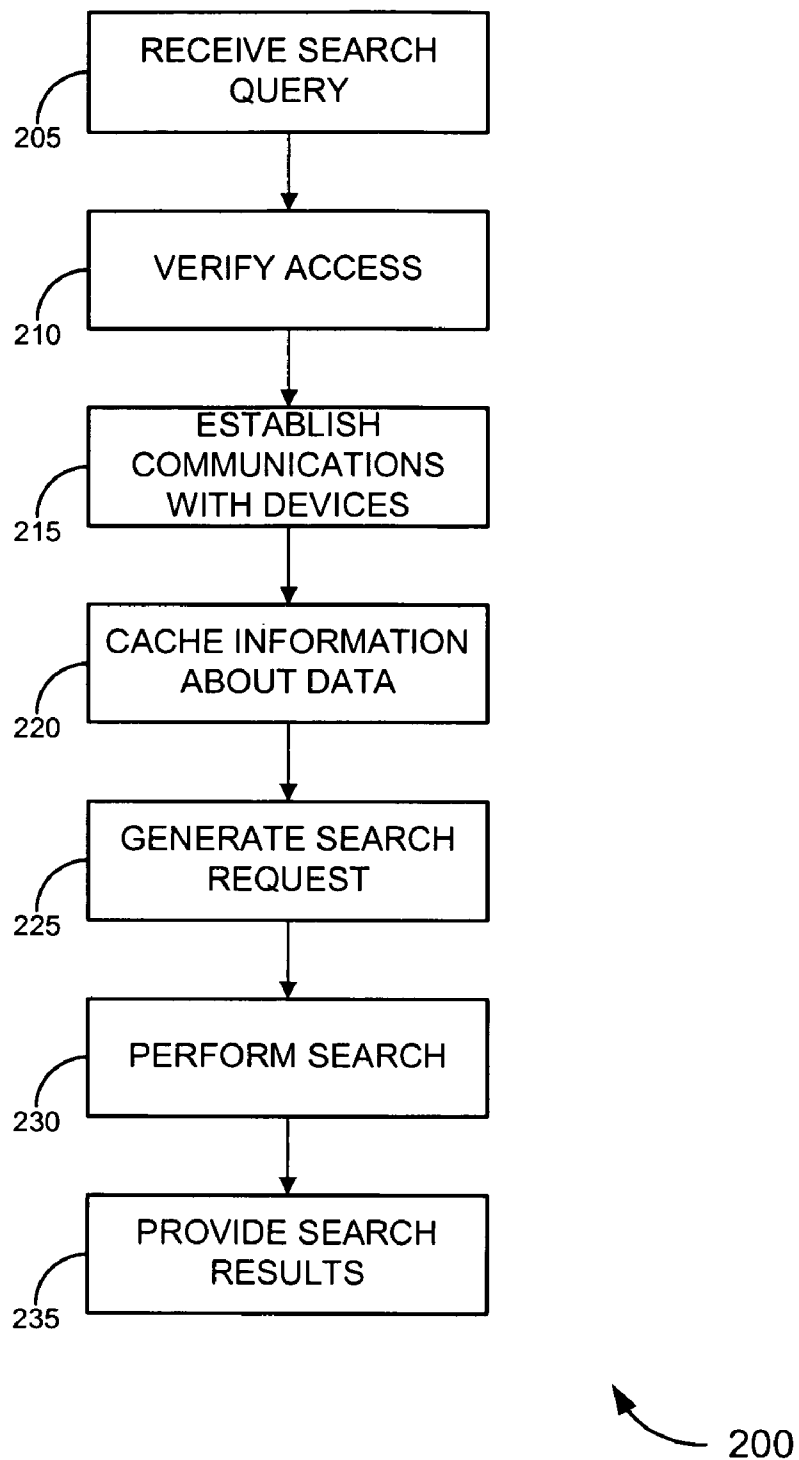 RECEIVE SEARCH
QUERY
205
VERIFY ACCESS
210
ESTABLISH
COMMUNICATIONS
WITH DEVICES
215
CACHE INFORMATION
ABOUT DATA
220
GENERATE SEARCH
REQUEST
225
PERFORM SEARCH
230
PROVIDE SEARCH
RESULTS
235
200